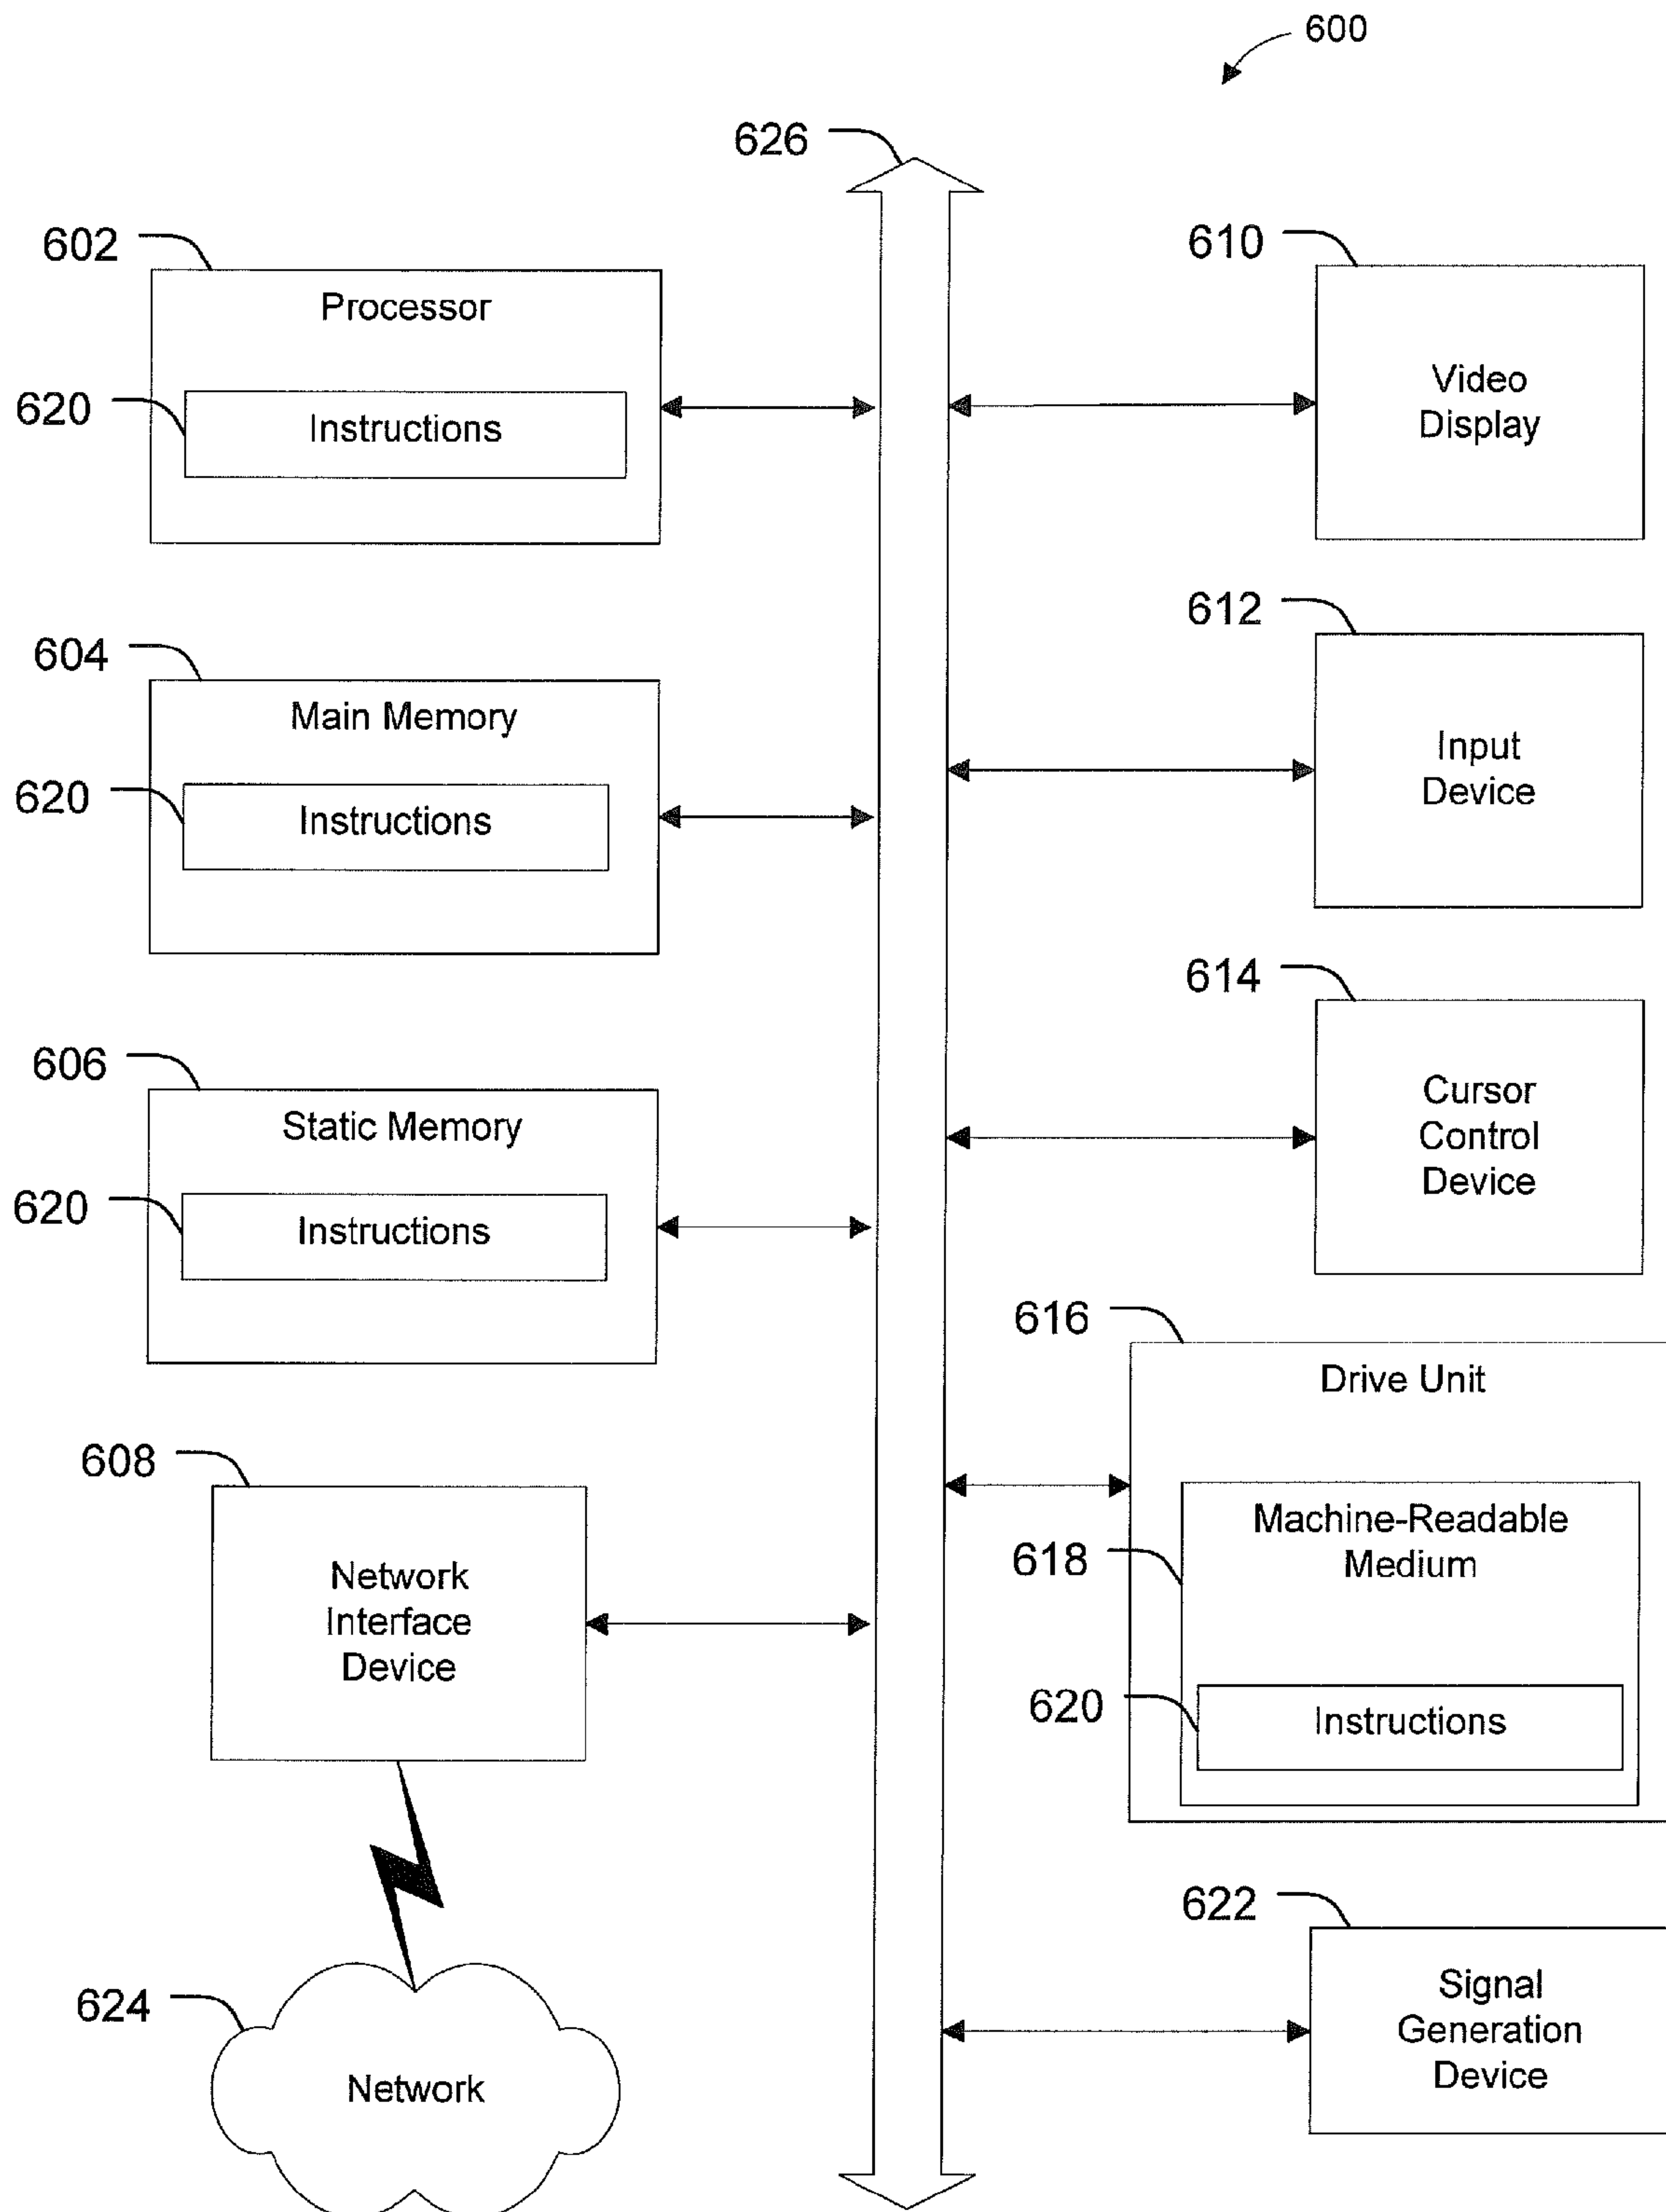 600
626
602
Processor
620
Instructions
604
Main Memory
620
Instructions
606
Static Memory
620
Instructions
608
Network
Interface
Device
624
Network
610
Video
Display
612
Input
Device
614
Cursor
Control
Device
616
Drive Unit
618
Machine-Readable
Medium
620
Instructions
622
Signal
Generation
Device